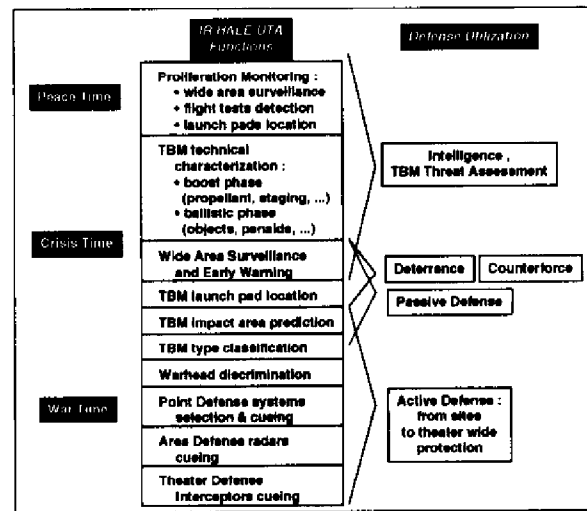 IR HALE UTA
Functions
Defense Utilization
Peace Time
Proliferation Monitoring :
• wide area surveillance
• flight tests detection
• launch pads location
TBM technical
characterization :
• boost phase
(propellant, staging, ...)
• ballistic phase
(objects, penaids, ...)
Intelligence ,
TBM Threat Assessment
Crisis Time
Wide Area Surveillance
and Early Warning
Deterrance
Counterforce
TBM launch pad location
Passive Defense
TBM impact area prediction
TBM type classification
Warhead discrimination
War Time
Point Defense systems
selection & cueing
Active Defense :
from sites
to theater wide
protection
Area Defense radars
cueing
Theater Defense
Interceptors cueing